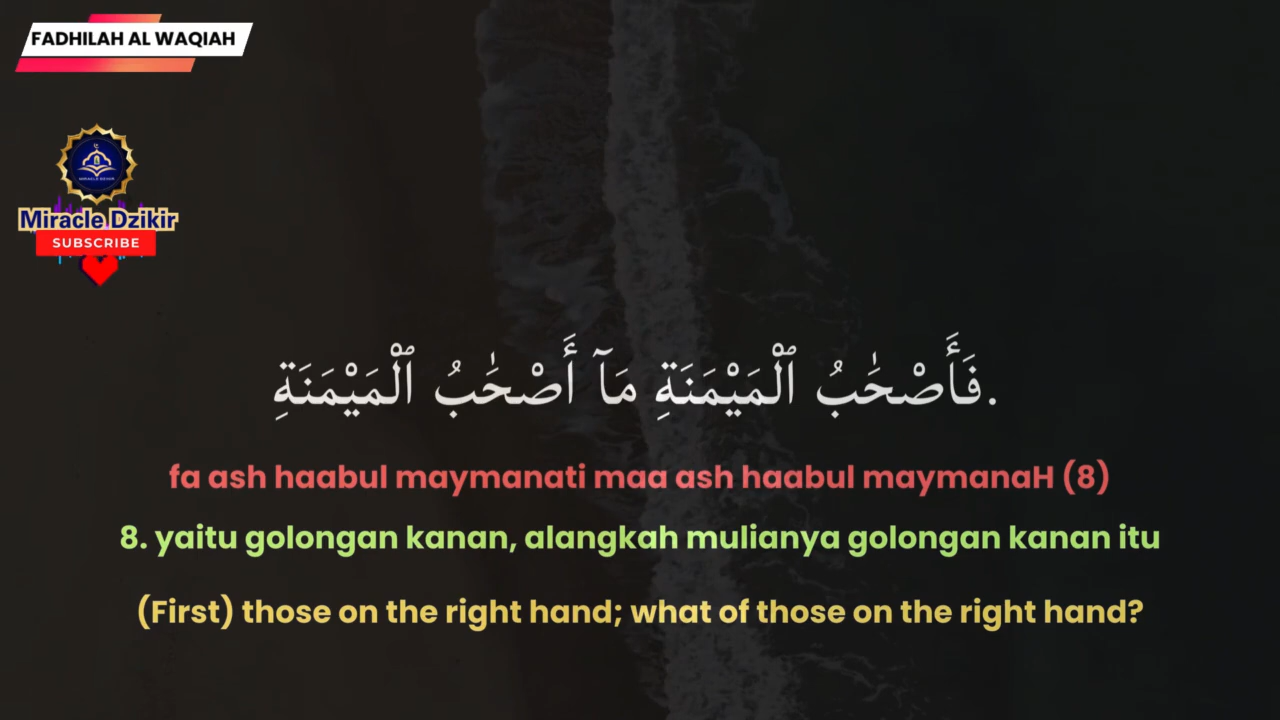 FADHILAH AL WAQIAH
MIRACLE DZIKIR
Miracle Dzikir
SUBSCRIBE
فَأَصْحَٰبُ ٱلْمَيْمَنَةِ مَآ أَصْحَٰبُ ٱلْمَيْمَنَةِ.
fa ash haabul maymanati maa ash haabul maymanaH (8)
8. yaitu golongan kanan, alangkah mulianya golongan kanan itu
(First) those on the right hand; what of those on the right hand?